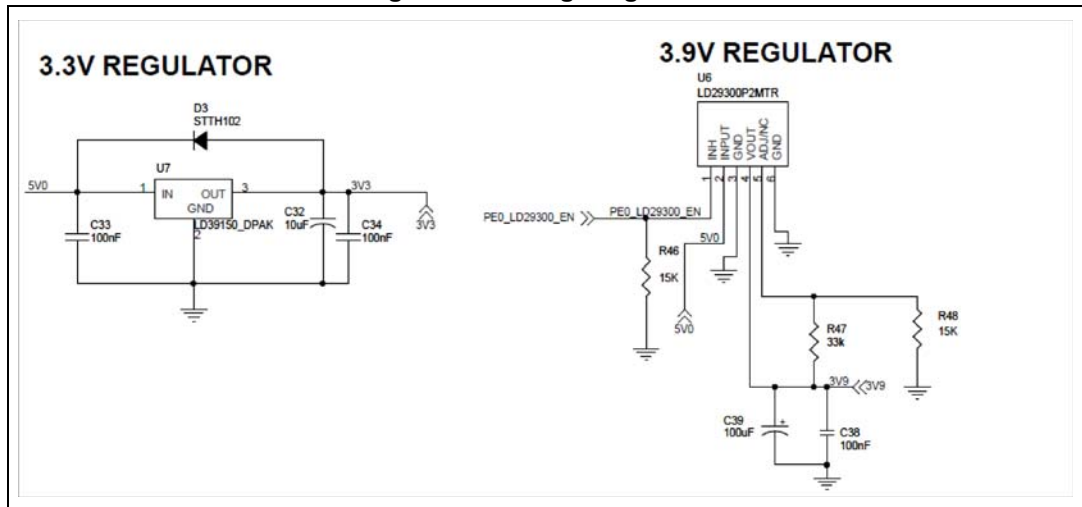 3.3V REGULATOR
D3
STTH102
U7
5V0
1
IN
OUT
GND
3
2
LD39150_DPAK
3V3
3V3
C33
100nF
C32
10uF
C34
100nF
3.9V REGULATOR
U6
LD29300P2MTR
INH
INPUT
GND
VOUT
ADJ/NC
GND
1
2
3
4
5
6
PE0_LD29300_EN
PE0_LD29300_EN
5V0
R46
15K
5V0
R47
33k
R48
15K
3V9
3V9
C39
100uF
+
C38
100nF